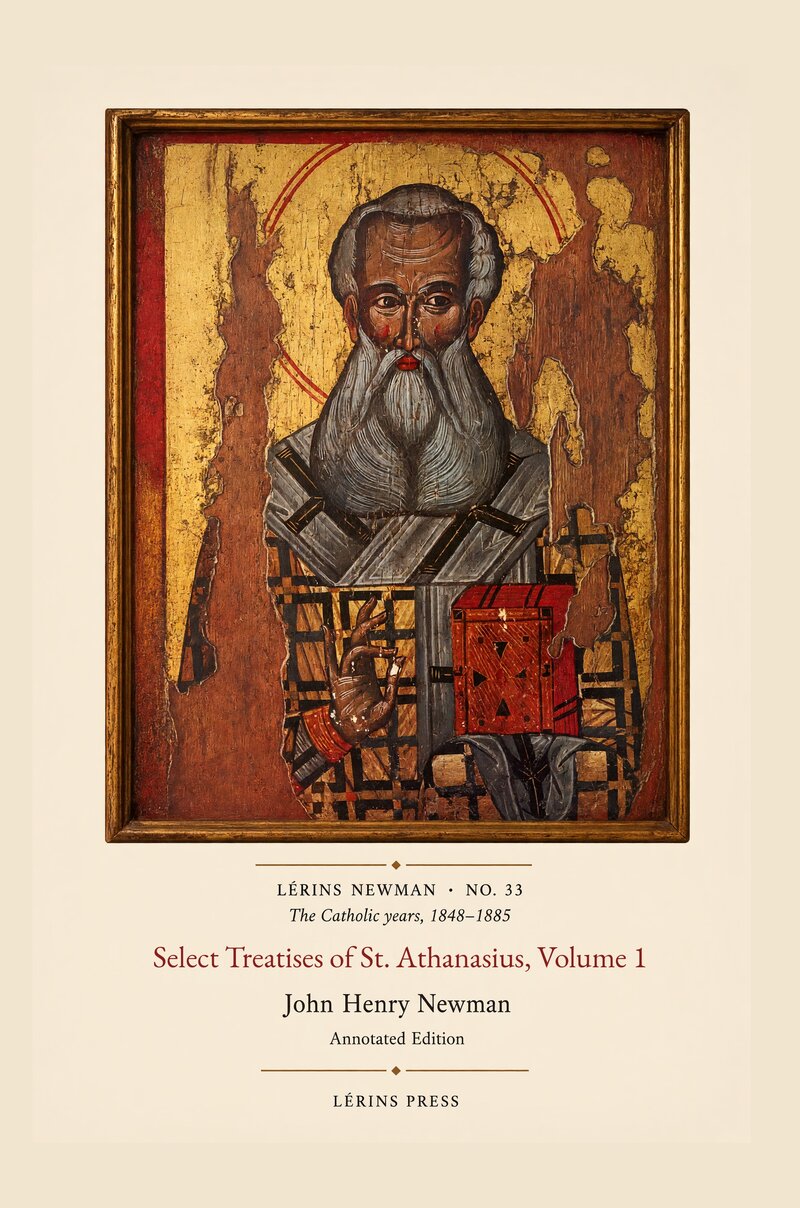 LÉRINS NEWMAN • NO. 33
The Catholic years, 1848–1885
Select Treatises of St. Athanasius, Volume 1
John Henry Newman
Annotated Edition
LÉRINS PRESS